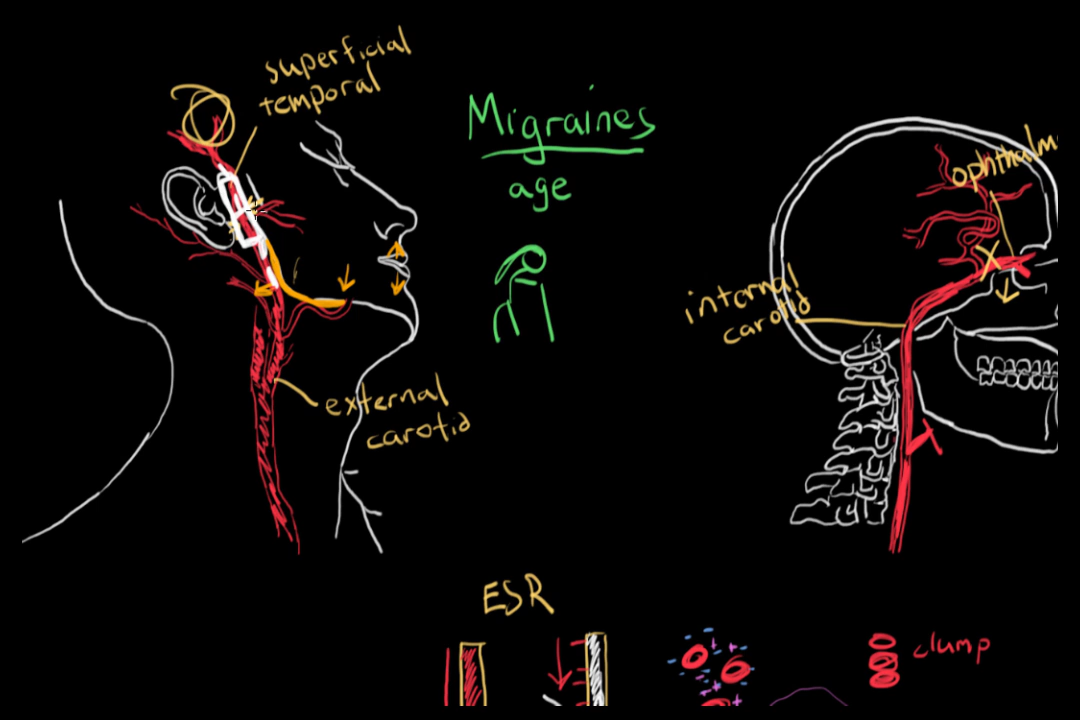 superficial
temporal
Migraines
age
ophthalm
internal
carotid
external
carotid
ESR
clump